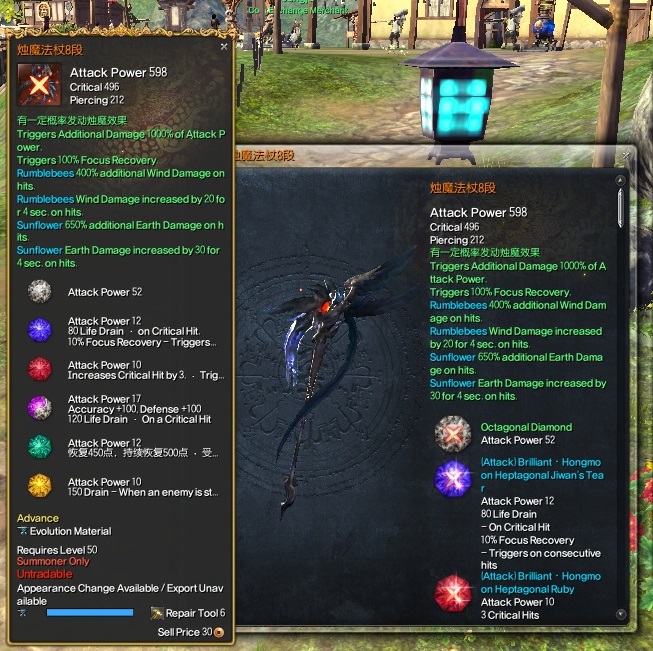 Merchant
烛魔法杖8段
Attack Power 598
Critical 496
Piercing 212
有一定概率发动烛魔效果
Triggers Additional Damage 1000% of Attack P
ower.
Triggers 100% Focus Recovery.
Rumblebees 400% additional Wind Damage on
hits.
Rumblebees Wind Damage increased by 20 fo
r 4 sec. on hits.
Sunflower 650% additional Earth Damage on h
its.
Sunflower Earth Damage increased by 30 for
4 sec. on hits.
Attack Power 52
Attack Power 12
80 Life Drain · on Critical Hit.
10% Focus Recovery – Triggers...
Attack Power 10
Increases Critical Hit by 3. · Trig...
Attack Power 17
Accuracy +100, Defense +100
120 Life Drain · On a Critical Hit
Attack Power 12
恢复450点，持续恢复500点 · 受...
Attack Power 10
150 Drain – When an enemy is st...
Advance
Evolution Material
Requires Level 50
Summoner Only
Untradable
Appearance Change Available / Export Unav
ailable
Repair Tool 6
Sell Price 30
魔法杖8段
烛魔法杖8段
Attack Power 598
Critical 496
Piercing 212
有一定概率发动烛魔效果
Triggers Additional Damage 1000% of A
ttack Power.
Triggers 100% Focus Recovery.
Rumblebees 400% additional Wind Dam
age on hits.
Rumblebees Wind Damage increased
by 20 for 4 sec. on hits.
Sunflower 650% additional Earth Dama
ge on hits.
Sunflower Earth Damage increased by
30 for 4 sec. on hits.
Octagonal Diamond
Attack Power 52
[Attack] Brilliant · Hongmo
on Heptagonal Jiwan's Tea
r
Attack Power 12
80 Life Drain
– On Critical Hit
10% Focus Recovery
– Triggers on consecutive
hits
[Attack] Brilliant · Hongmo
on Heptagonal Ruby
Attack Power 10
3 Critical Hits